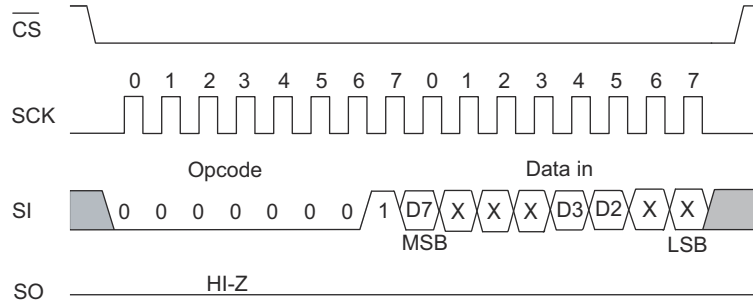 CS
0 1 2 3 4 5 6 7 0 1 2 3 4 5 6 7
SCK
Opcode Data in
SI 0 0 0 0 0 0 0 1 D7 X X X D3 D2 X X
MSB LSB
HI-Z
SO